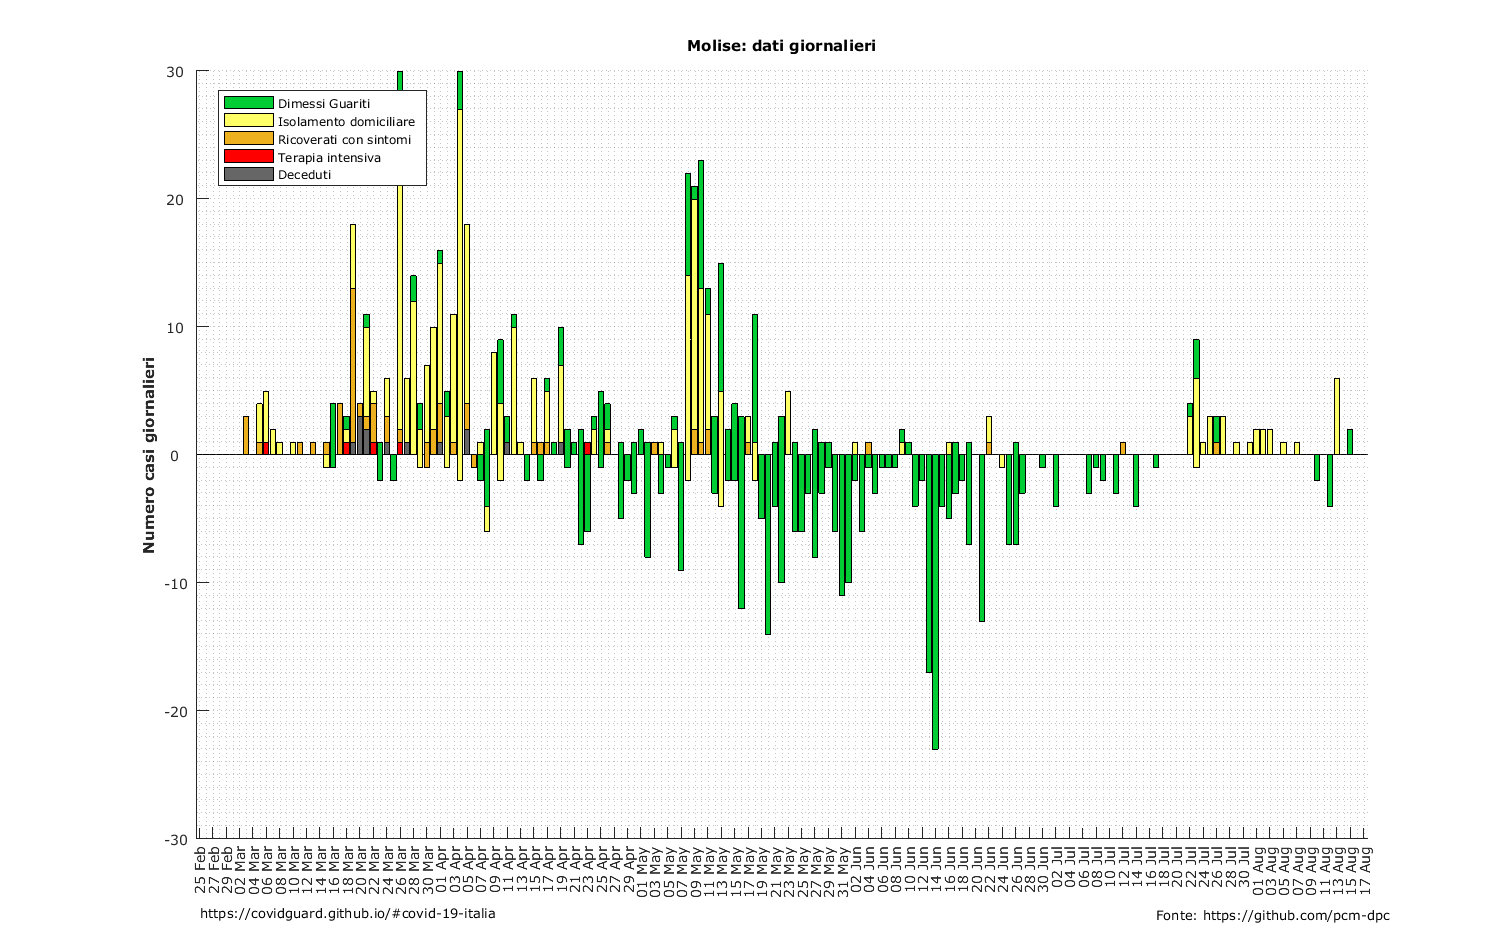 Molise: dati giornalieri
Dimessi Guariti
Isolamento domiciliare
Ricoverati con sintomi
Terapia intensiva
Deceduti
Numero casi giornalieri
30
20
10
0
-10
-20
-30
25 Feb
27 Feb
29 Feb
02 Mar
04 Mar
06 Mar
08 Mar
10 Mar
12 Mar
14 Mar
16 Mar
18 Mar
20 Mar
22 Mar
24 Mar
26 Mar
28 Mar
30 Mar
01 Apr
03 Apr
05 Apr
07 Apr
09 Apr
11 Apr
13 Apr
15 Apr
17 Apr
19 Apr
21 Apr
23 Apr
25 Apr
27 Apr
29 Apr
01 May
03 May
05 May
07 May
09 May
11 May
13 May
15 May
17 May
19 May
21 May
23 May
25 May
27 May
29 May
31 May
02 Jun
04 Jun
06 Jun
08 Jun
10 Jun
12 Jun
14 Jun
16 Jun
18 Jun
20 Jun
22 Jun
24 Jun
26 Jun
28 Jun
30 Jun
02 Jul
04 Jul
06 Jul
08 Jul
10 Jul
12 Jul
14 Jul
16 Jul
18 Jul
20 Jul
22 Jul
24 Jul
26 Jul
28 Jul
30 Jul
01 Aug
03 Aug
05 Aug
07 Aug
09 Aug
11 Aug
13 Aug
15 Aug
17 Aug
https://covidguard.github.io/#covid-19-italia
Fonte: https://github.com/pcm-dpc